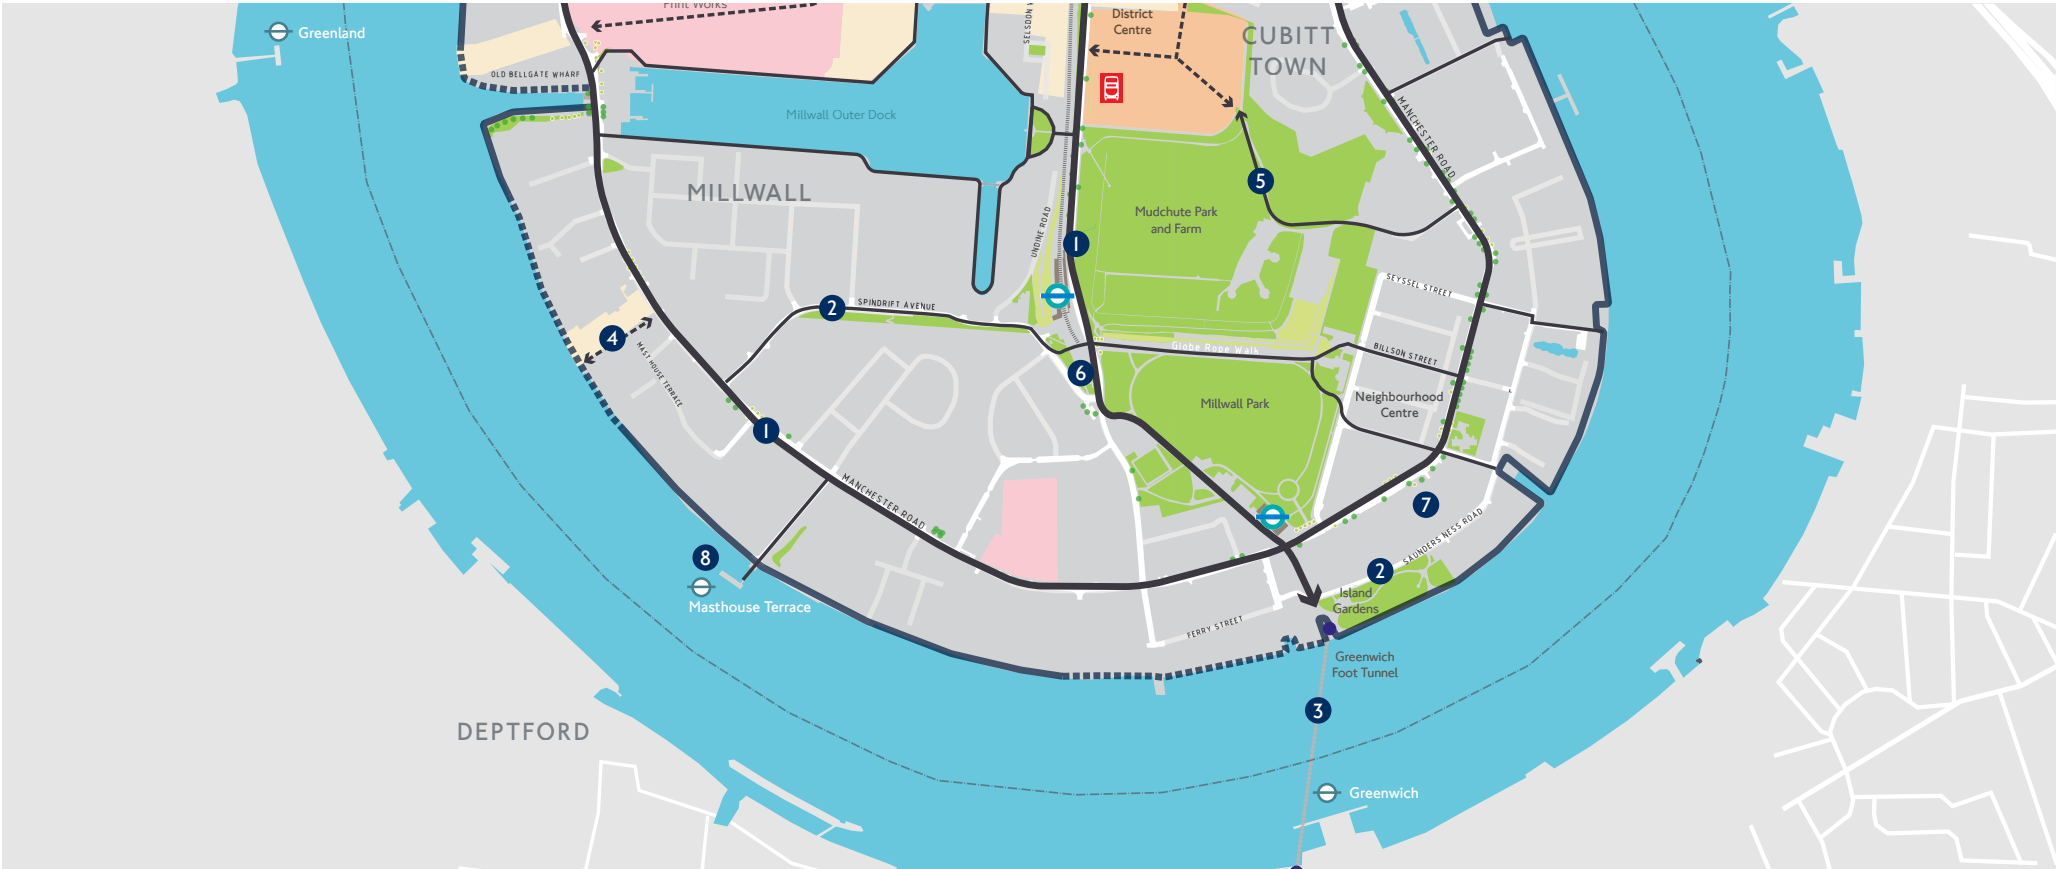 Print Works
Greenland
SELSDON
District
Centre
CUBITT
TOWN
OLD BELLGATE WHARF
Millwall Outer Dock
MANCHESTER ROAD
MILLWALL
5
Mudchute Park
and Farm
UNDINE ROAD
1
2
SPINDRIFT AVENUE
SEYSSEL STREET
4
MAST HOUSE TERRACE
Globe Rope Walk
BILLSON STREET
6
Millwall Park
Neighbourhood
Centre
1
MANCHESTER ROAD
7
SAUNDERS NESS ROAD
8
Masthouse Terrace
2
Island
Gardens
FERRY STREET
Greenwich
Foot Tunnel
3
DEPTFORD
Greenwich